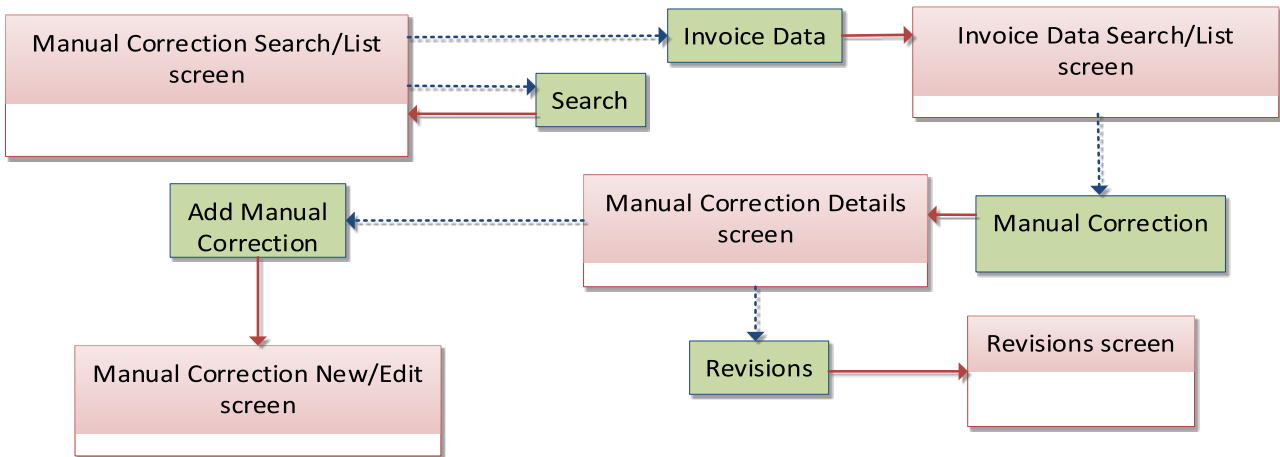 Manual Correction Search/List
screen
Invoice Data
Invoice Data Search/List
screen
Search
Add Manual
Correction
Manual Correction Details
screen
Manual Correction
Manual Correction New/Edit
screen
Revisions
Revisions screen